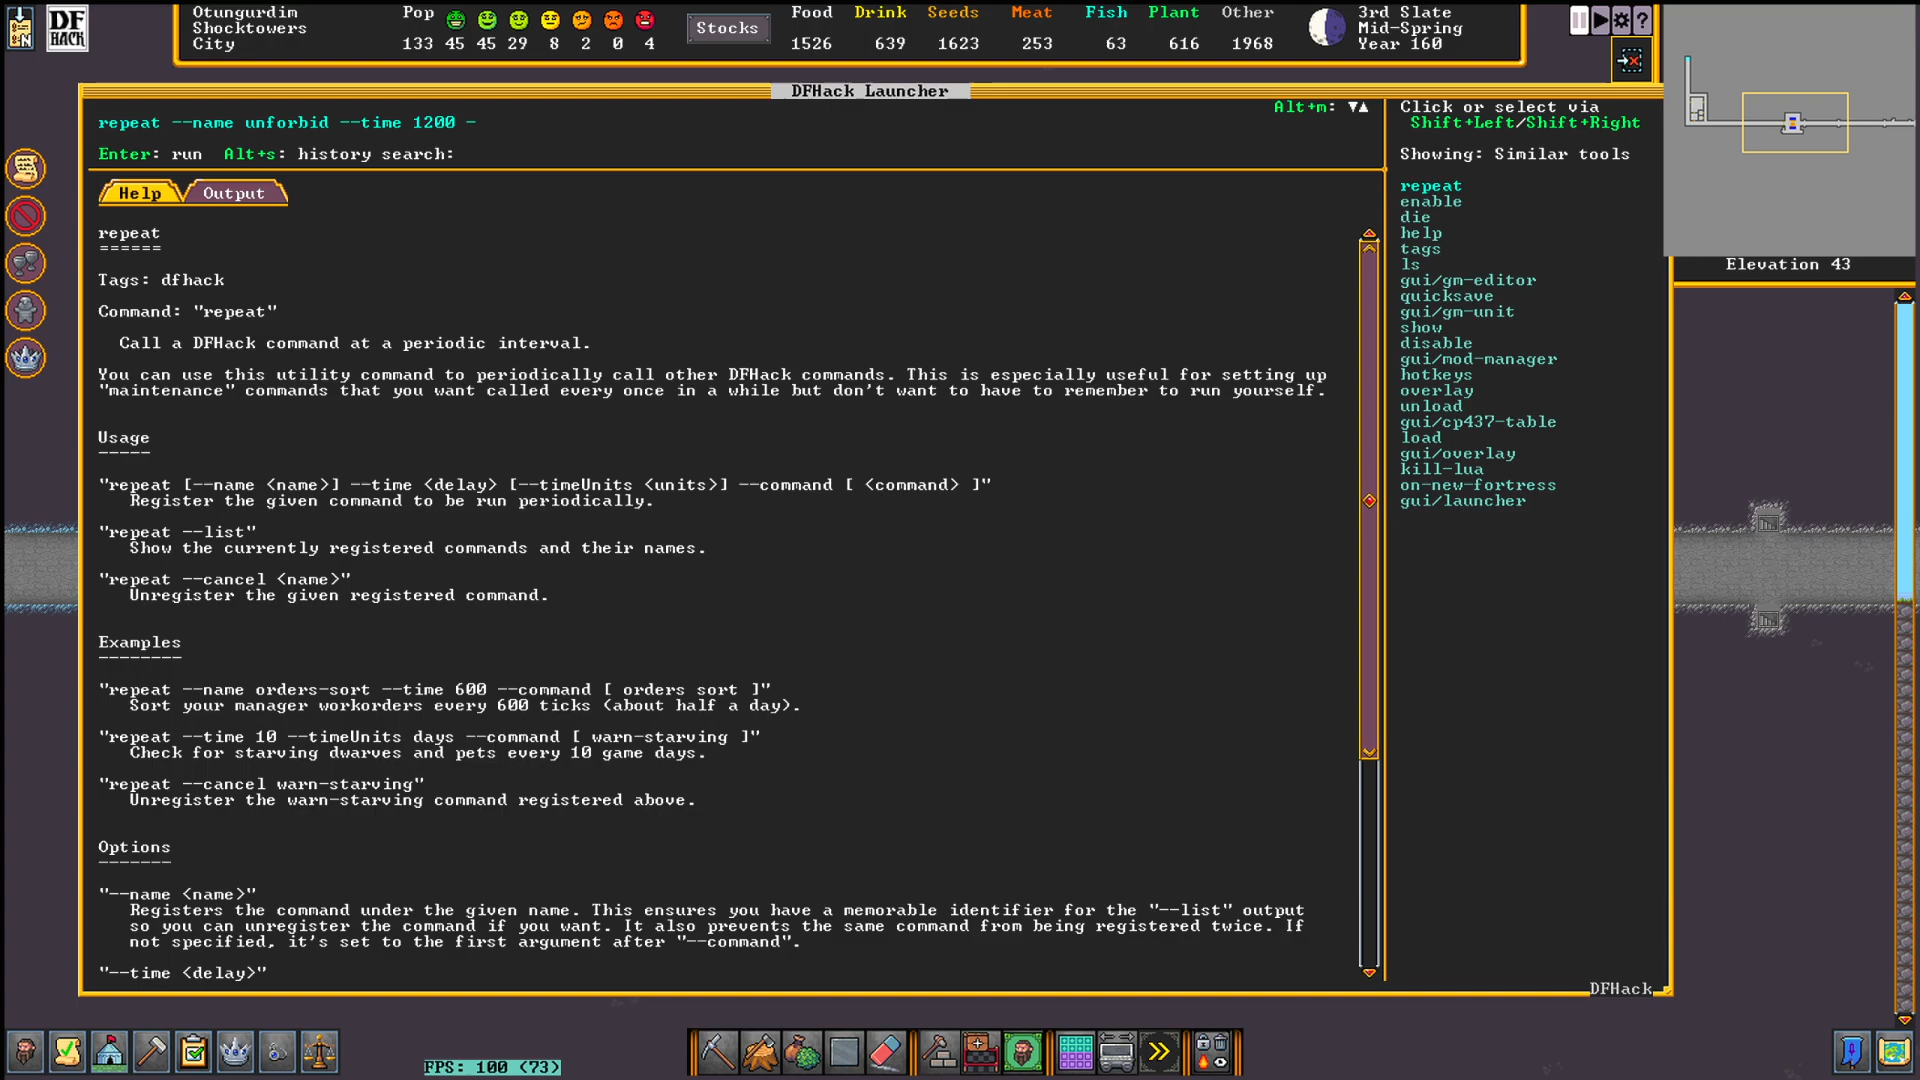 DF
HACK
Otungurdim
Shocktowers
City
Pop
133 45 45 29 8 2 0 4
Stocks
Food Drink Seeds Meat Fish Plant Other
1526 639 1623 253 63 616 1968
3rd Slate
Mid-Spring
Year 160
DFHack Launcher
repeat --name unforbid --time 1200 -
Alt+m:
Enter: run Alt+s: history search:
Help Output
repeat
======
Tags: dfhack
Command: "repeat"
Call a DFHack command at a periodic interval.
You can use this utility command to periodically call other DFHack commands. This is especially useful for setting up
"maintenance" commands that you want called every once in a while but don't want to have to remember to run yourself.
Usage
-----
"repeat [--name <name>] --time <delay> [--timeUnits <units>] --command [ <command> ]"
Register the given command to be run periodically.
"repeat --list"
Show the currently registered commands and their names.
"repeat --cancel <name>"
Unregister the given registered command.
Examples
--------
"repeat --name orders-sort --time 600 --command [ orders sort ]"
Sort your manager workorders every 600 ticks (about half a day).
"repeat --time 10 --timeUnits days --command [ warn-starving ]"
Check for starving dwarves and pets every 10 game days.
"repeat --cancel warn-starving"
Unregister the warn-starving command registered above.
Options
-------
"--name <name>"
Registers the command under the given name. This ensures you have a memorable identifier for the "--list" output
so you can unregister the command if you want. It also prevents the same command from being registered twice. If
not specified, it's set to the first argument after "--command".
"--time <delay>"
Click or select via
Shift+Left/Shift+Right
Showing: Similar tools
repeat
enable
die
help
tags
ls
gui/gm-editor
quicksave
gui/gm-unit
show
disable
gui/mod-manager
hotkeys
overlay
unload
gui/cp437-table
load
gui/overlay
kill-lua
on-new-fortress
gui/launcher
DFHack
Elevation 43
FPS: 100 (73)